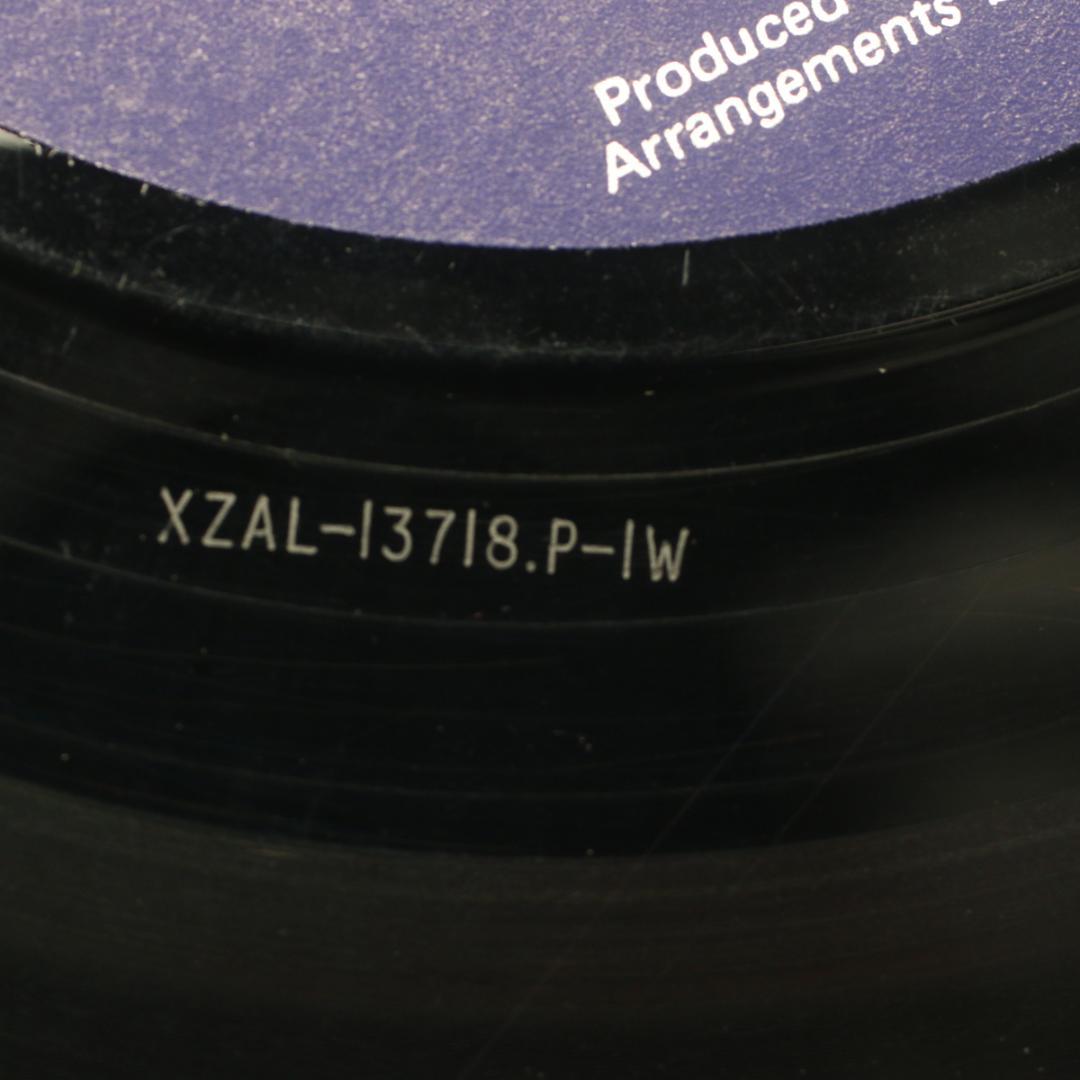 Produced
Arrangements
XZAL-13718.P-1W